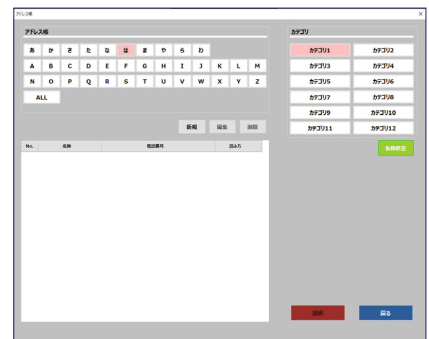 アドレス帳
アドレス帳
あ か さ た な は ま や ら わ
A B C D E F G H I J K L M
N O P Q R S T U V W X Y Z
ALL
新規 編集 削除
No. 名称 電話番号 読み方
カテゴリ
カテゴリ1 カテゴリ2
カテゴリ3 カテゴリ4
カテゴリ5 カテゴリ6
カテゴリ7 カテゴリ8
カテゴリ9 カテゴリ10
カテゴリ11 カテゴリ12
名称修正
戻る